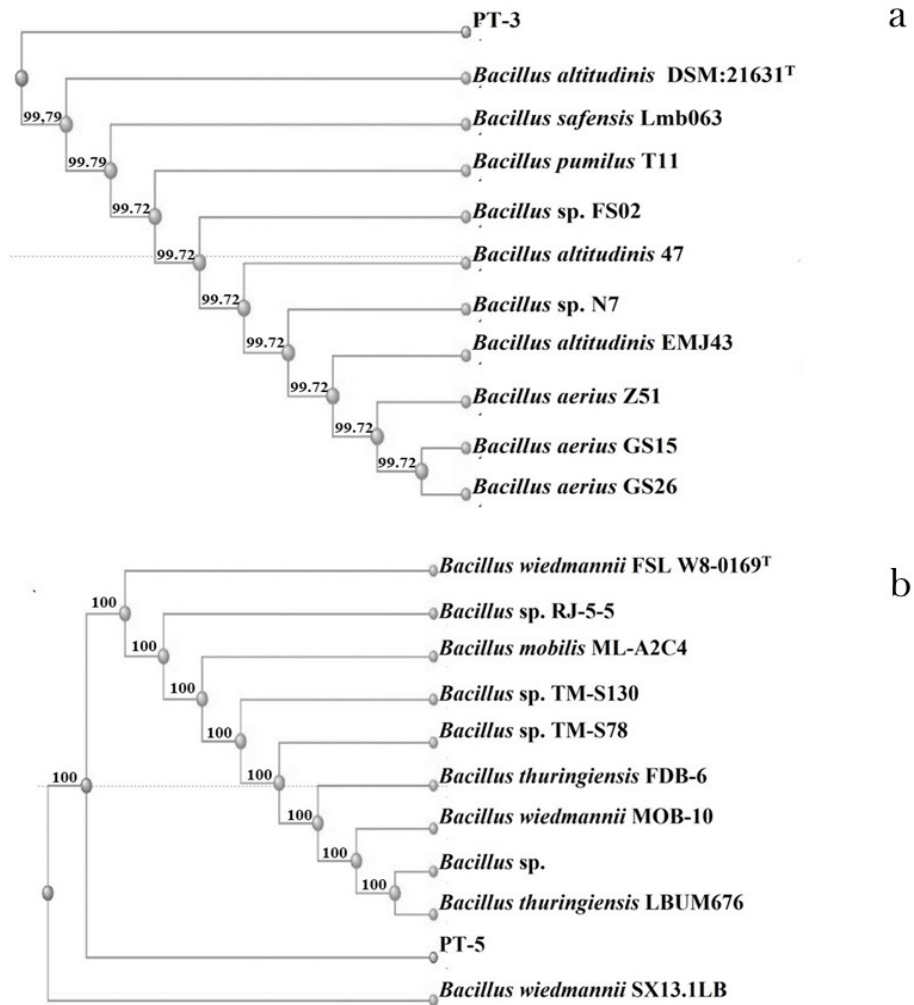 a
PT-3
Bacillus altitudinis DSM:21631ᵀ
99,79
Bacillus safensis Lmb063
99.79
Bacillus pumilus T11
99.72
Bacillus sp. FS02
99.72
Bacillus altitudinis 47
99.72
Bacillus sp. N7
99.72
Bacillus altitudinis EMJ43
99.72
Bacillus aerius Z51
99.72
Bacillus aerius GS15
99.72
Bacillus aerius GS26
b
Bacillus wiedmannii FSL W8-0169ᵀ
100
Bacillus sp. RJ-5-5
100
Bacillus mobilis ML-A2C4
100
Bacillus sp. TM-S130
100
Bacillus sp. TM-S78
100
Bacillus thuringiensis FDB-6
100
100
Bacillus wiedmannii MOB-10
100
Bacillus sp.
100
Bacillus thuringiensis LBUM676
PT-5
Bacillus wiedmannii SX13.1LB